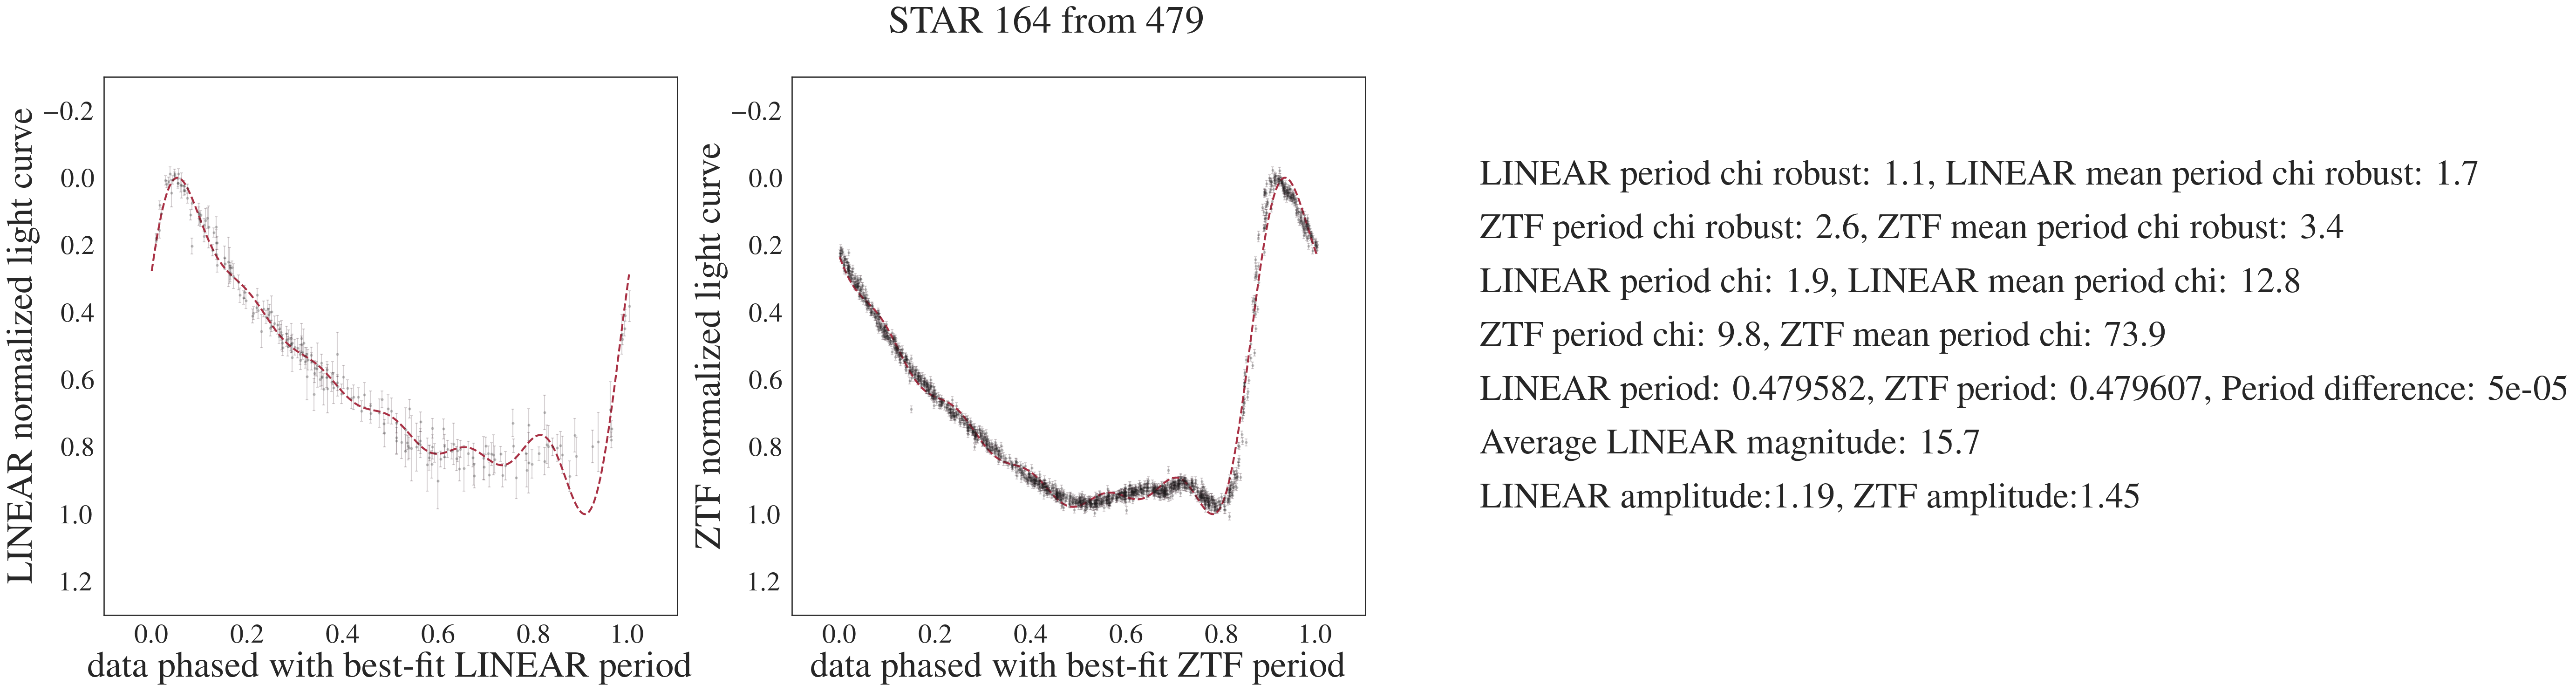 STAR 164 from 479
LINEAR normalized light curve
−0.2
0.0
0.2
0.4
0.6
0.8
1.0
1.2
0.0 0.2 0.4 0.6 0.8 1.0
data phased with best-fit LINEAR period
ZTF normalized light curve
−0.2
0.0
0.2
0.4
0.6
0.8
1.0
1.2
0.0 0.2 0.4 0.6 0.8 1.0
data phased with best-fit ZTF period
LINEAR period chi robust: 1.1, LINEAR mean period chi robust: 1.7
ZTF period chi robust: 2.6, ZTF mean period chi robust: 3.4
LINEAR period chi: 1.9, LINEAR mean period chi: 12.8
ZTF period chi: 9.8, ZTF mean period chi: 73.9
LINEAR period: 0.479582, ZTF period: 0.479607, Period difference: 5e-05
Average LINEAR magnitude: 15.7
LINEAR amplitude:1.19, ZTF amplitude:1.45